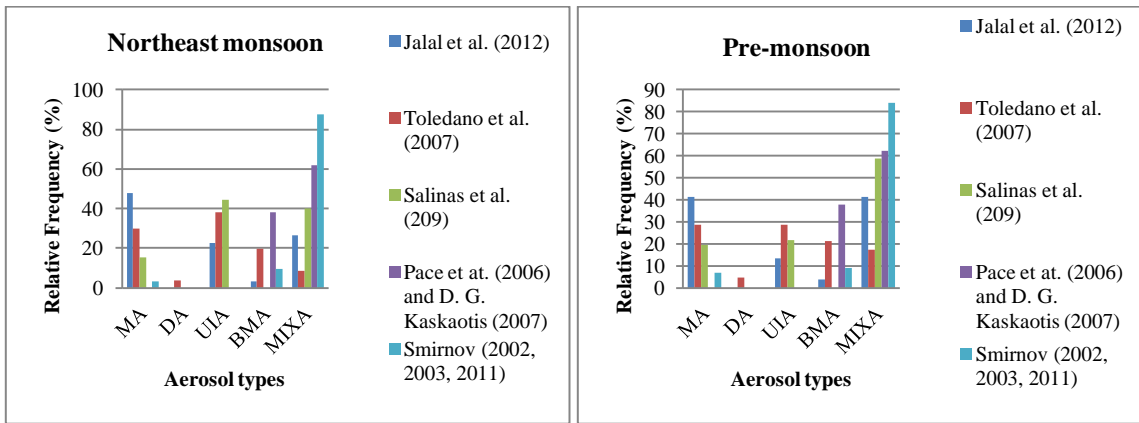 Northeast monsoon
Relative Frequency (%)
100
80
60
40
20
0
MA
DA
UIA
BMA
MIXA
Aerosol types
Jalal et al. (2012)
Toledano et al.
(2007)
Salinas et al.
(209)
Pace et at. (2006)
and D. G.
Kaskaotis (2007)
Smirnov (2002,
2003, 2011)
Pre-monsoon
Relative Frequency (%)
90
80
70
60
50
40
30
20
10
0
MA
DA
UIA
BMA
MIXA
Aerosol types
Jalal et al. (2012)
Toledano et al.
(2007)
Salinas et al.
(209)
Pace et at. (2006)
and D. G.
Kaskaotis (2007)
Smirnov (2002,
2003, 2011)